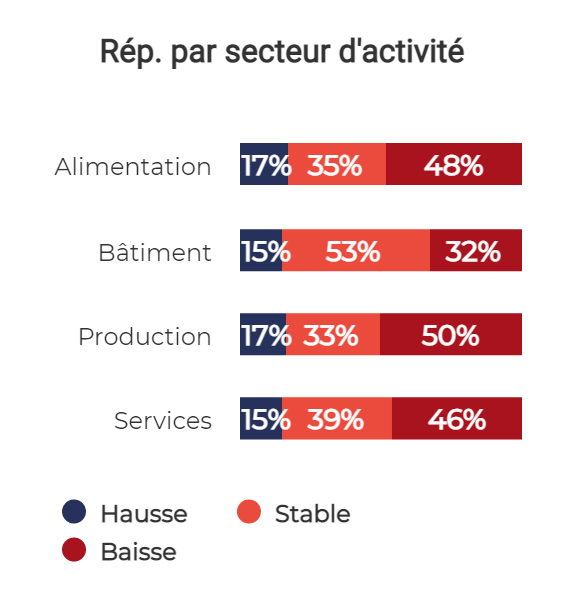 Rép. par secteur d'activité
Alimentation 17% 35% 48%
Bâtiment 15% 53% 32%
Production 17% 33% 50%
Services 15% 39% 46%
Hausse Stable
Baisse